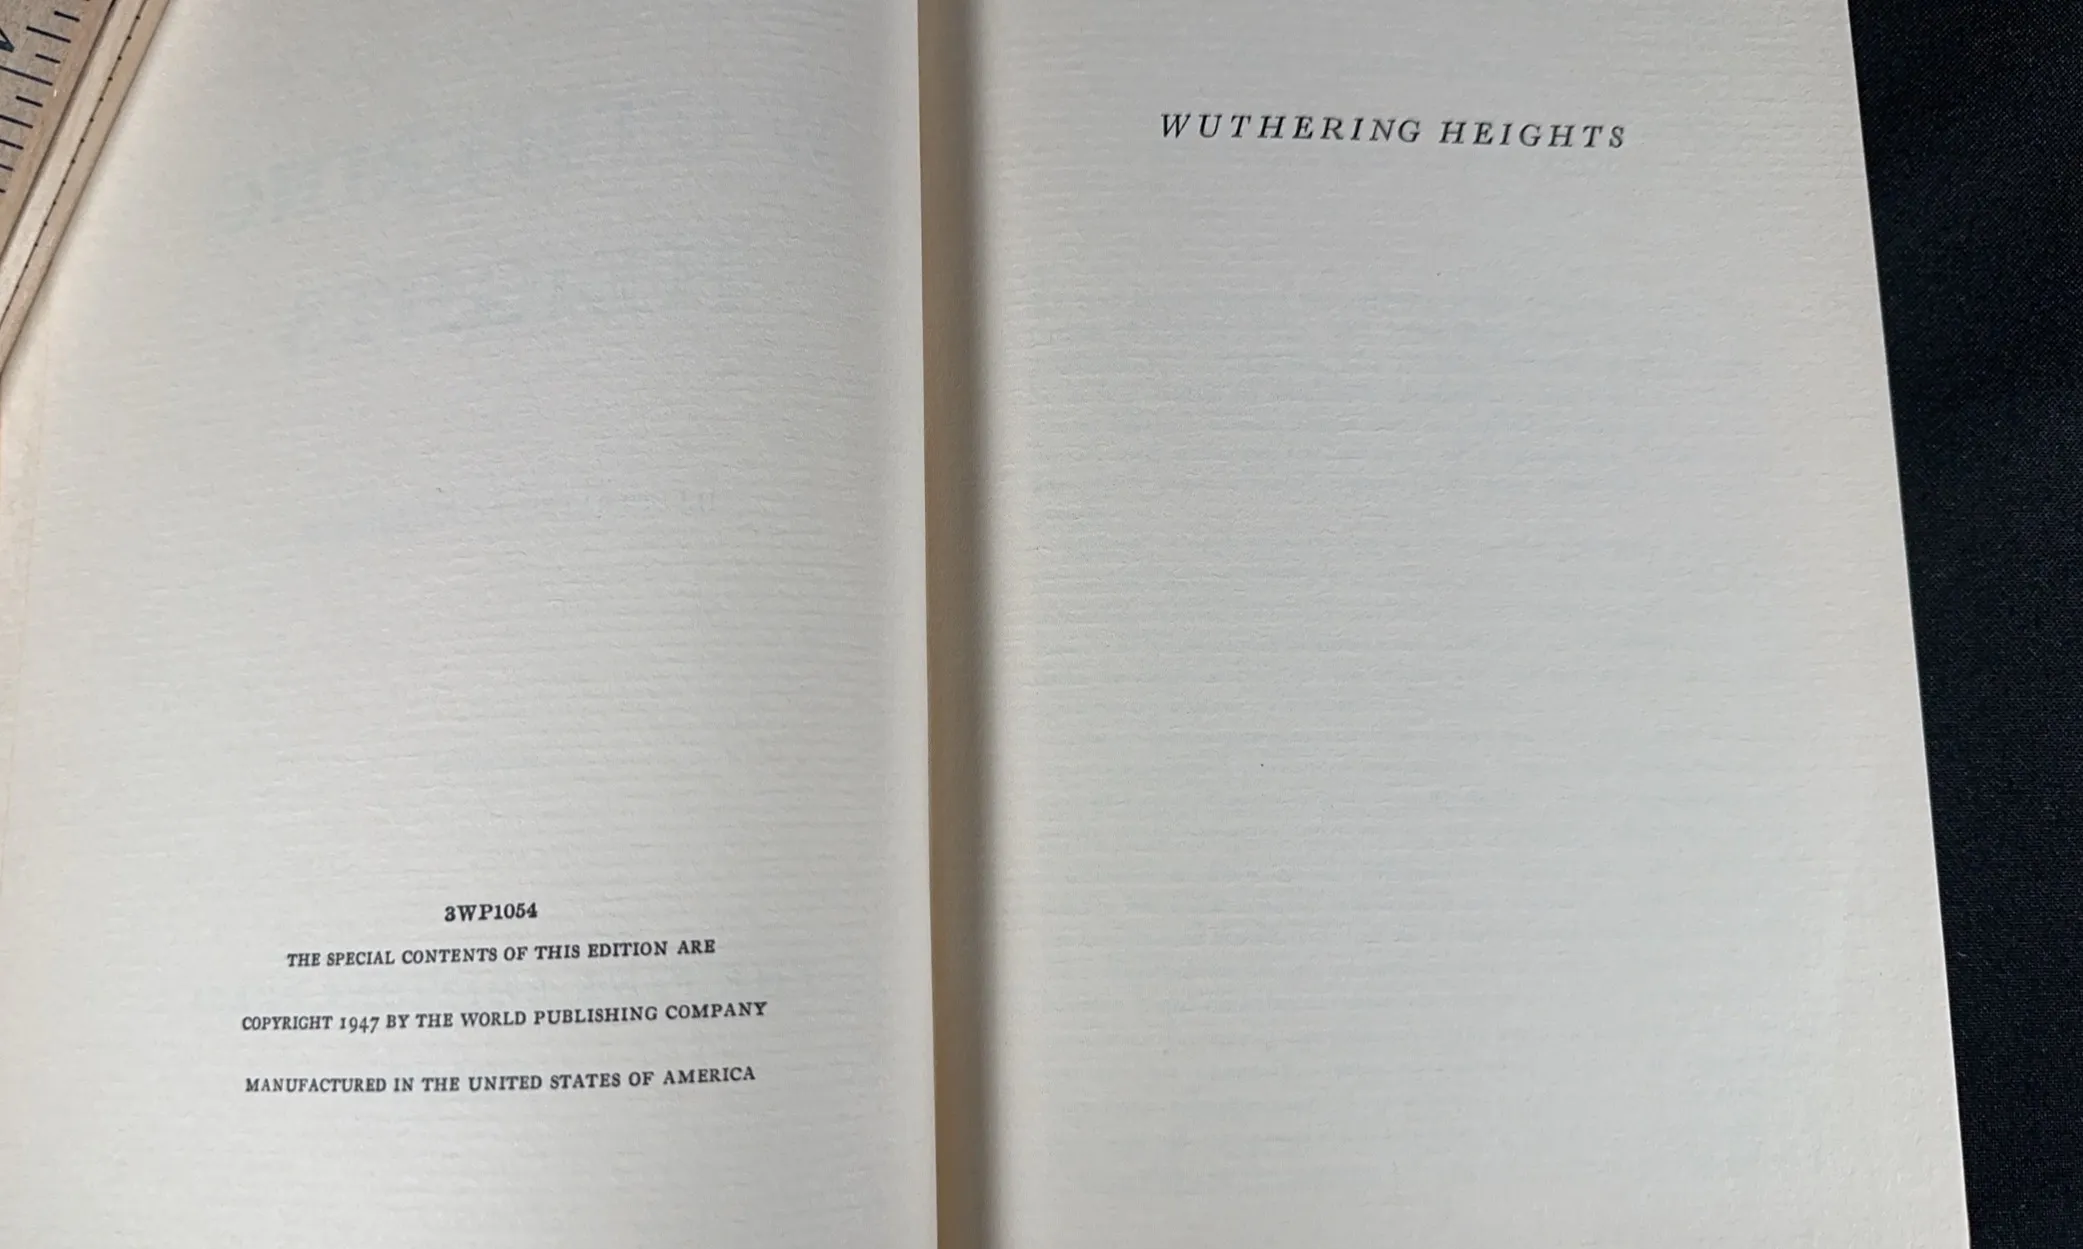 3WP1054
THE SPECIAL CONTENTS OF THIS EDITION ARE
COPYRIGHT 1947 BY THE WORLD PUBLISHING COMPANY
MANUFACTURED IN THE UNITED STATES OF AMERICA
WUTHERING HEIGHTS